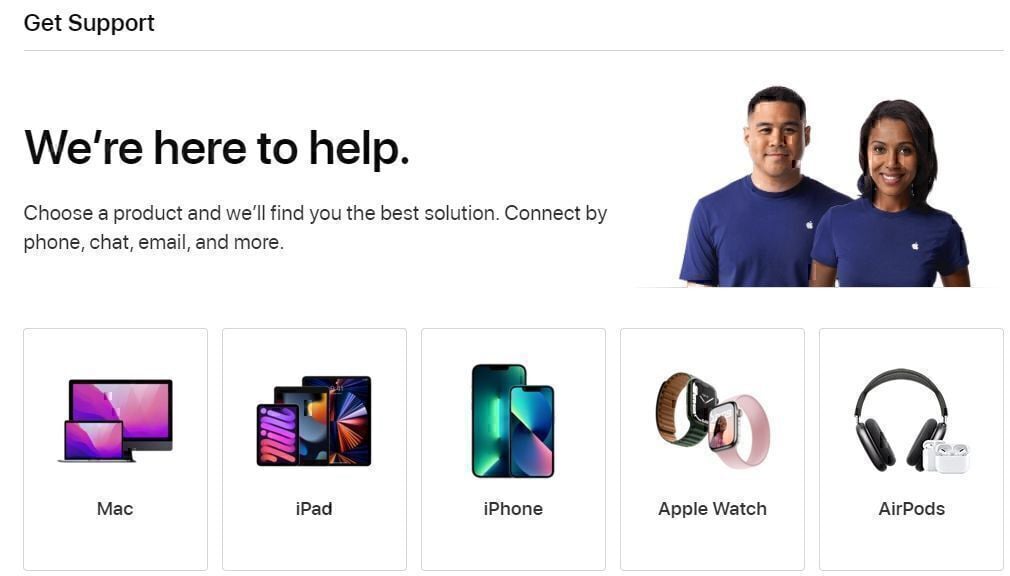 Get Support
We’re here to help.
Choose a product and we’ll find you the best solution. Connect by
phone, chat, email, and more.
Mac
iPad
iPhone
Apple Watch
AirPods